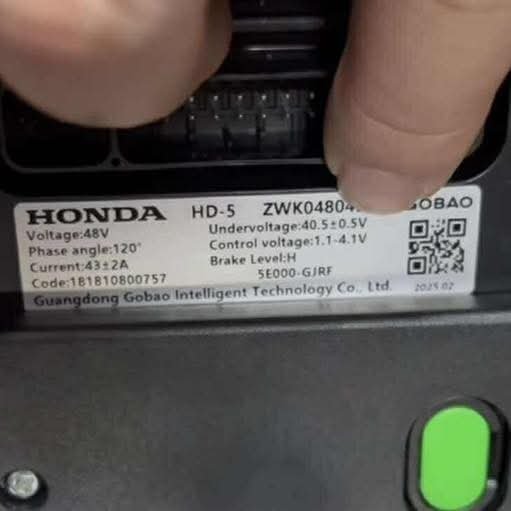 HONDA HD-5 GOBAO
Voltage:48V Undervoltage:40.5±0.5V
Phase angle:120° Control voltage:1.1-4.1V
Current:43±2A Brake Level:H
Code:181810800757 5E000-GJRF
Guangdong Gobao Intelligent Technology Co., Ltd. 2025.02